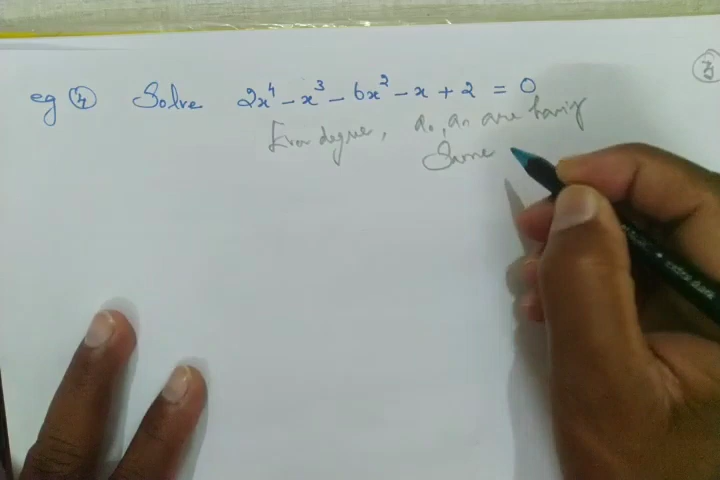 eg ④ Solve 2x⁴ - x³ - 6x² - x + 2 = 0
Even degree, a₀, aₙ are having
Same